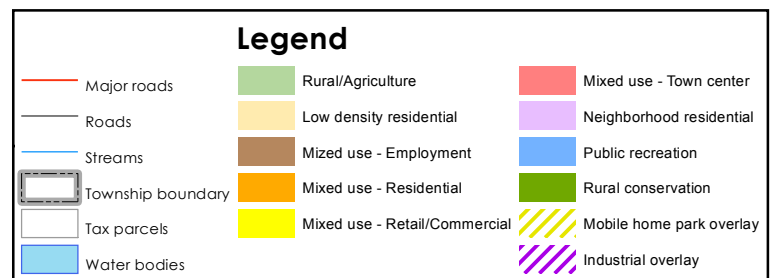 Legend
Major roads
Roads
Streams
Township boundary
Tax parcels
Water bodies
Rural/Agriculture
Low density residential
Mized use - Employment
Mixed use - Residential
Mixed use - Retail/Commercial
Mixed use - Town center
Neighborhood residential
Public recreation
Rural conservation
Mobile home park overlay
Industrial overlay